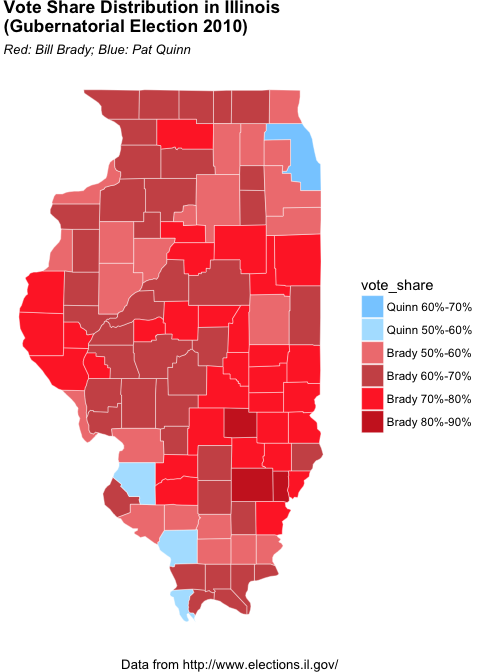 Vote Share Distribution in Illinois
(Gubernatorial Election 2010)
Red: Bill Brady; Blue: Pat Quinn
vote_share
Quinn 60%-70%
Quinn 50%-60%
Brady 50%-60%
Brady 60%-70%
Brady 70%-80%
Brady 80%-90%
Data from http://www.elections.il.gov/